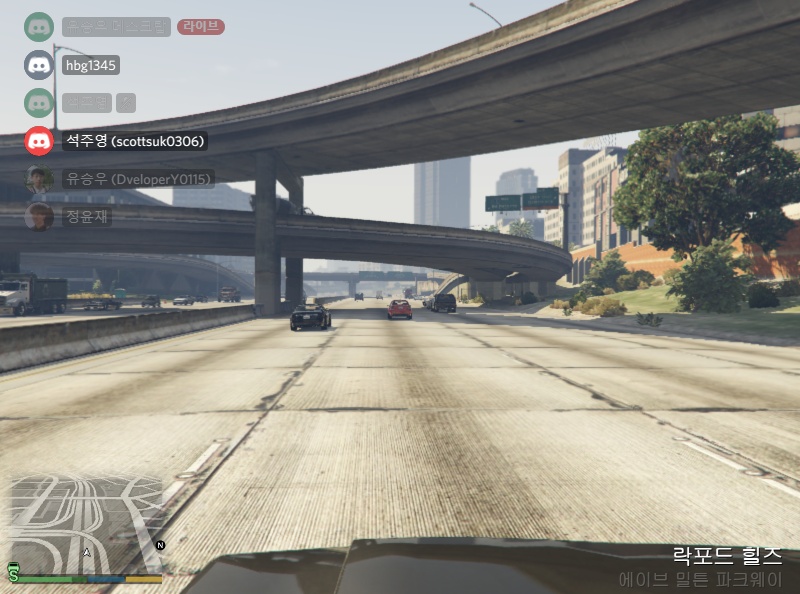 라이브
hbg1345
석주영 (scottsuk0306)
유승우 (DveloperY0115)
정윤재
N
S
락포드 힐즈
에이브 밀튼 파크웨이